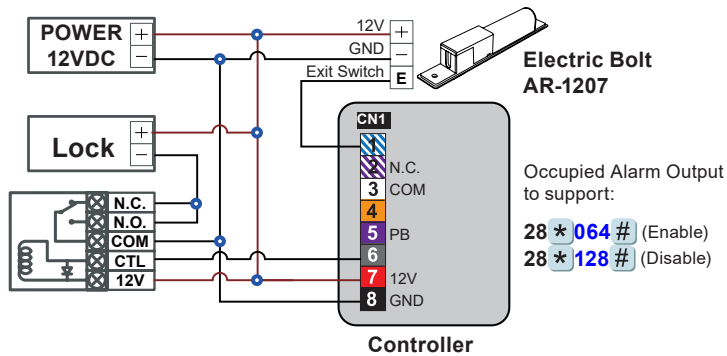 POWER + 12V +
12VDC − GND −
Exit Switch E
Electric Bolt
AR-1207
Lock +
−
CN1
1
2 N.C.
3 COM
4
5 PB
6
7 12V
8 GND
Controller
N.C.
N.O.
COM
CTL
12V
Occupied Alarm Output
to support:
28 * 064 # (Enable)
28 * 128 # (Disable)